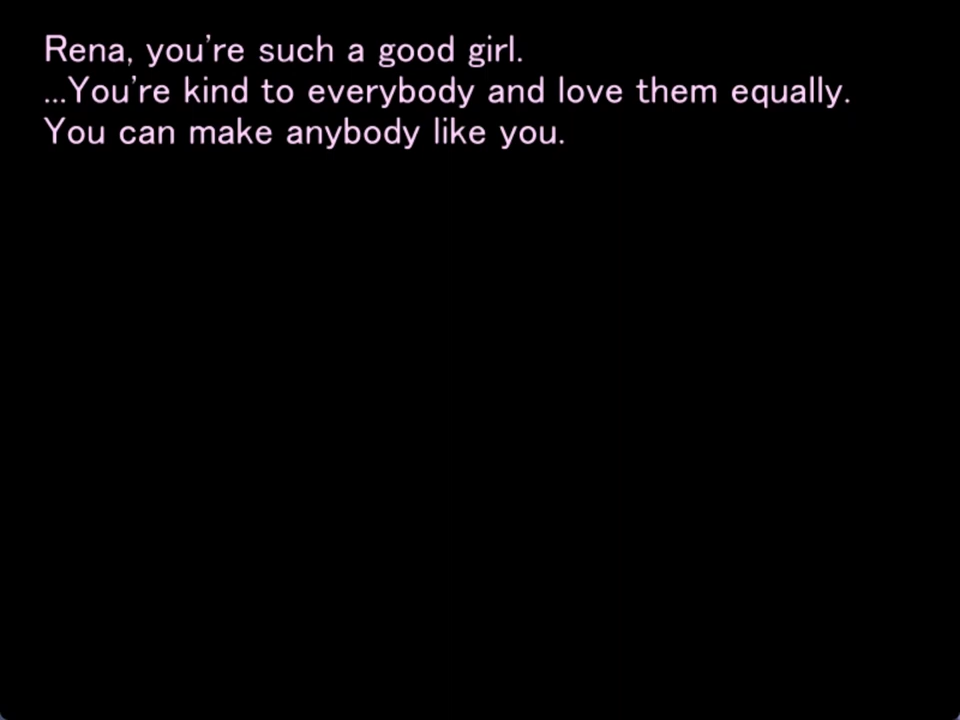 Rena, you're such a good girl.
...You're kind to everybody and love them equally.
You can make anybody like you.